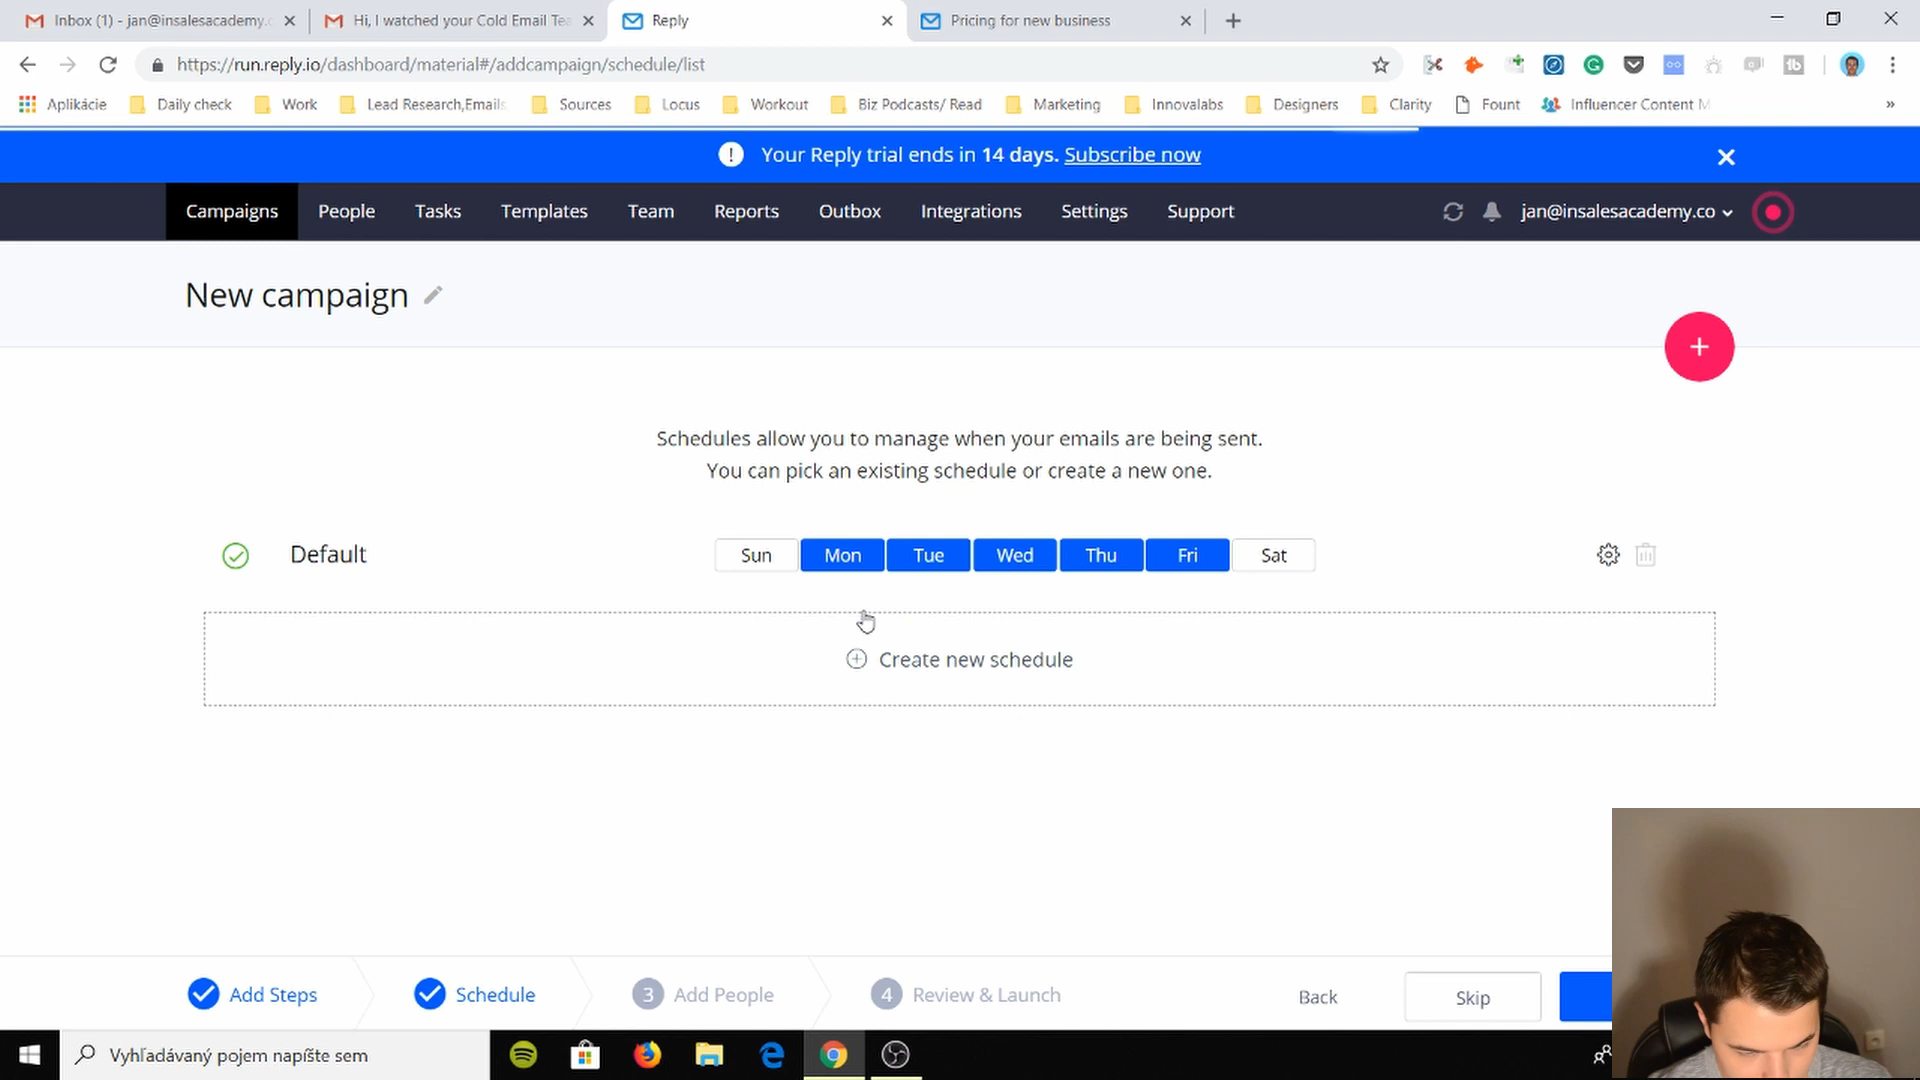 Inbox (1) - jan@insalesacademy.c
Hi, I watched your Cold Email Te
Reply
Pricing for new business
https://run.reply.io/dashboard/material#/addcampaign/schedule/list
Aplikácie
Daily check
Work
Lead Research,Emails
Sources
Locus
Workout
Biz Podcasts/ Read
Marketing
Innovalabs
Designers
Clarity
Fount
Influencer Content M
»
! Your Reply trial ends in 14 days. Subscribe now
Campaigns
People
Tasks
Templates
Team
Reports
Outbox
Integrations
Settings
Support
jan@insalesacademy.co
New campaign
+
Schedules allow you to manage when your emails are being sent.
You can pick an existing schedule or create a new one.
Default
Sun
Mon
Tue
Wed
Thu
Fri
Sat
Create new schedule
Add Steps
Schedule
3 Add People
4 Review & Launch
Back
Skip
Vyhľadávaný pojem napíšte sem